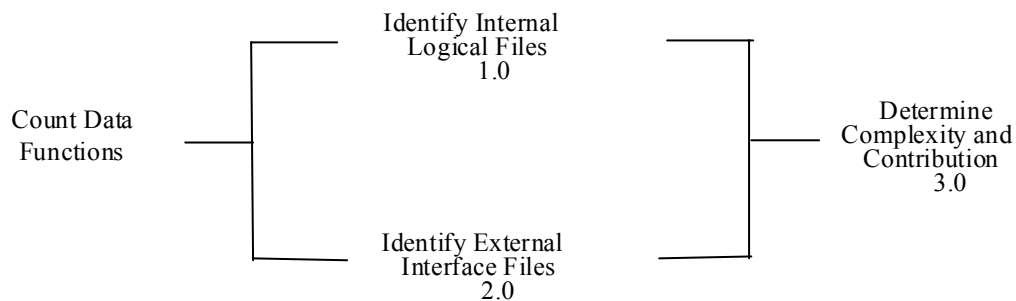 Identify Internal
Logical Files
1.0
Count Data
Functions
Determine
Complexity and
Contribution
3.0
Identify External
Interface Files
2.0